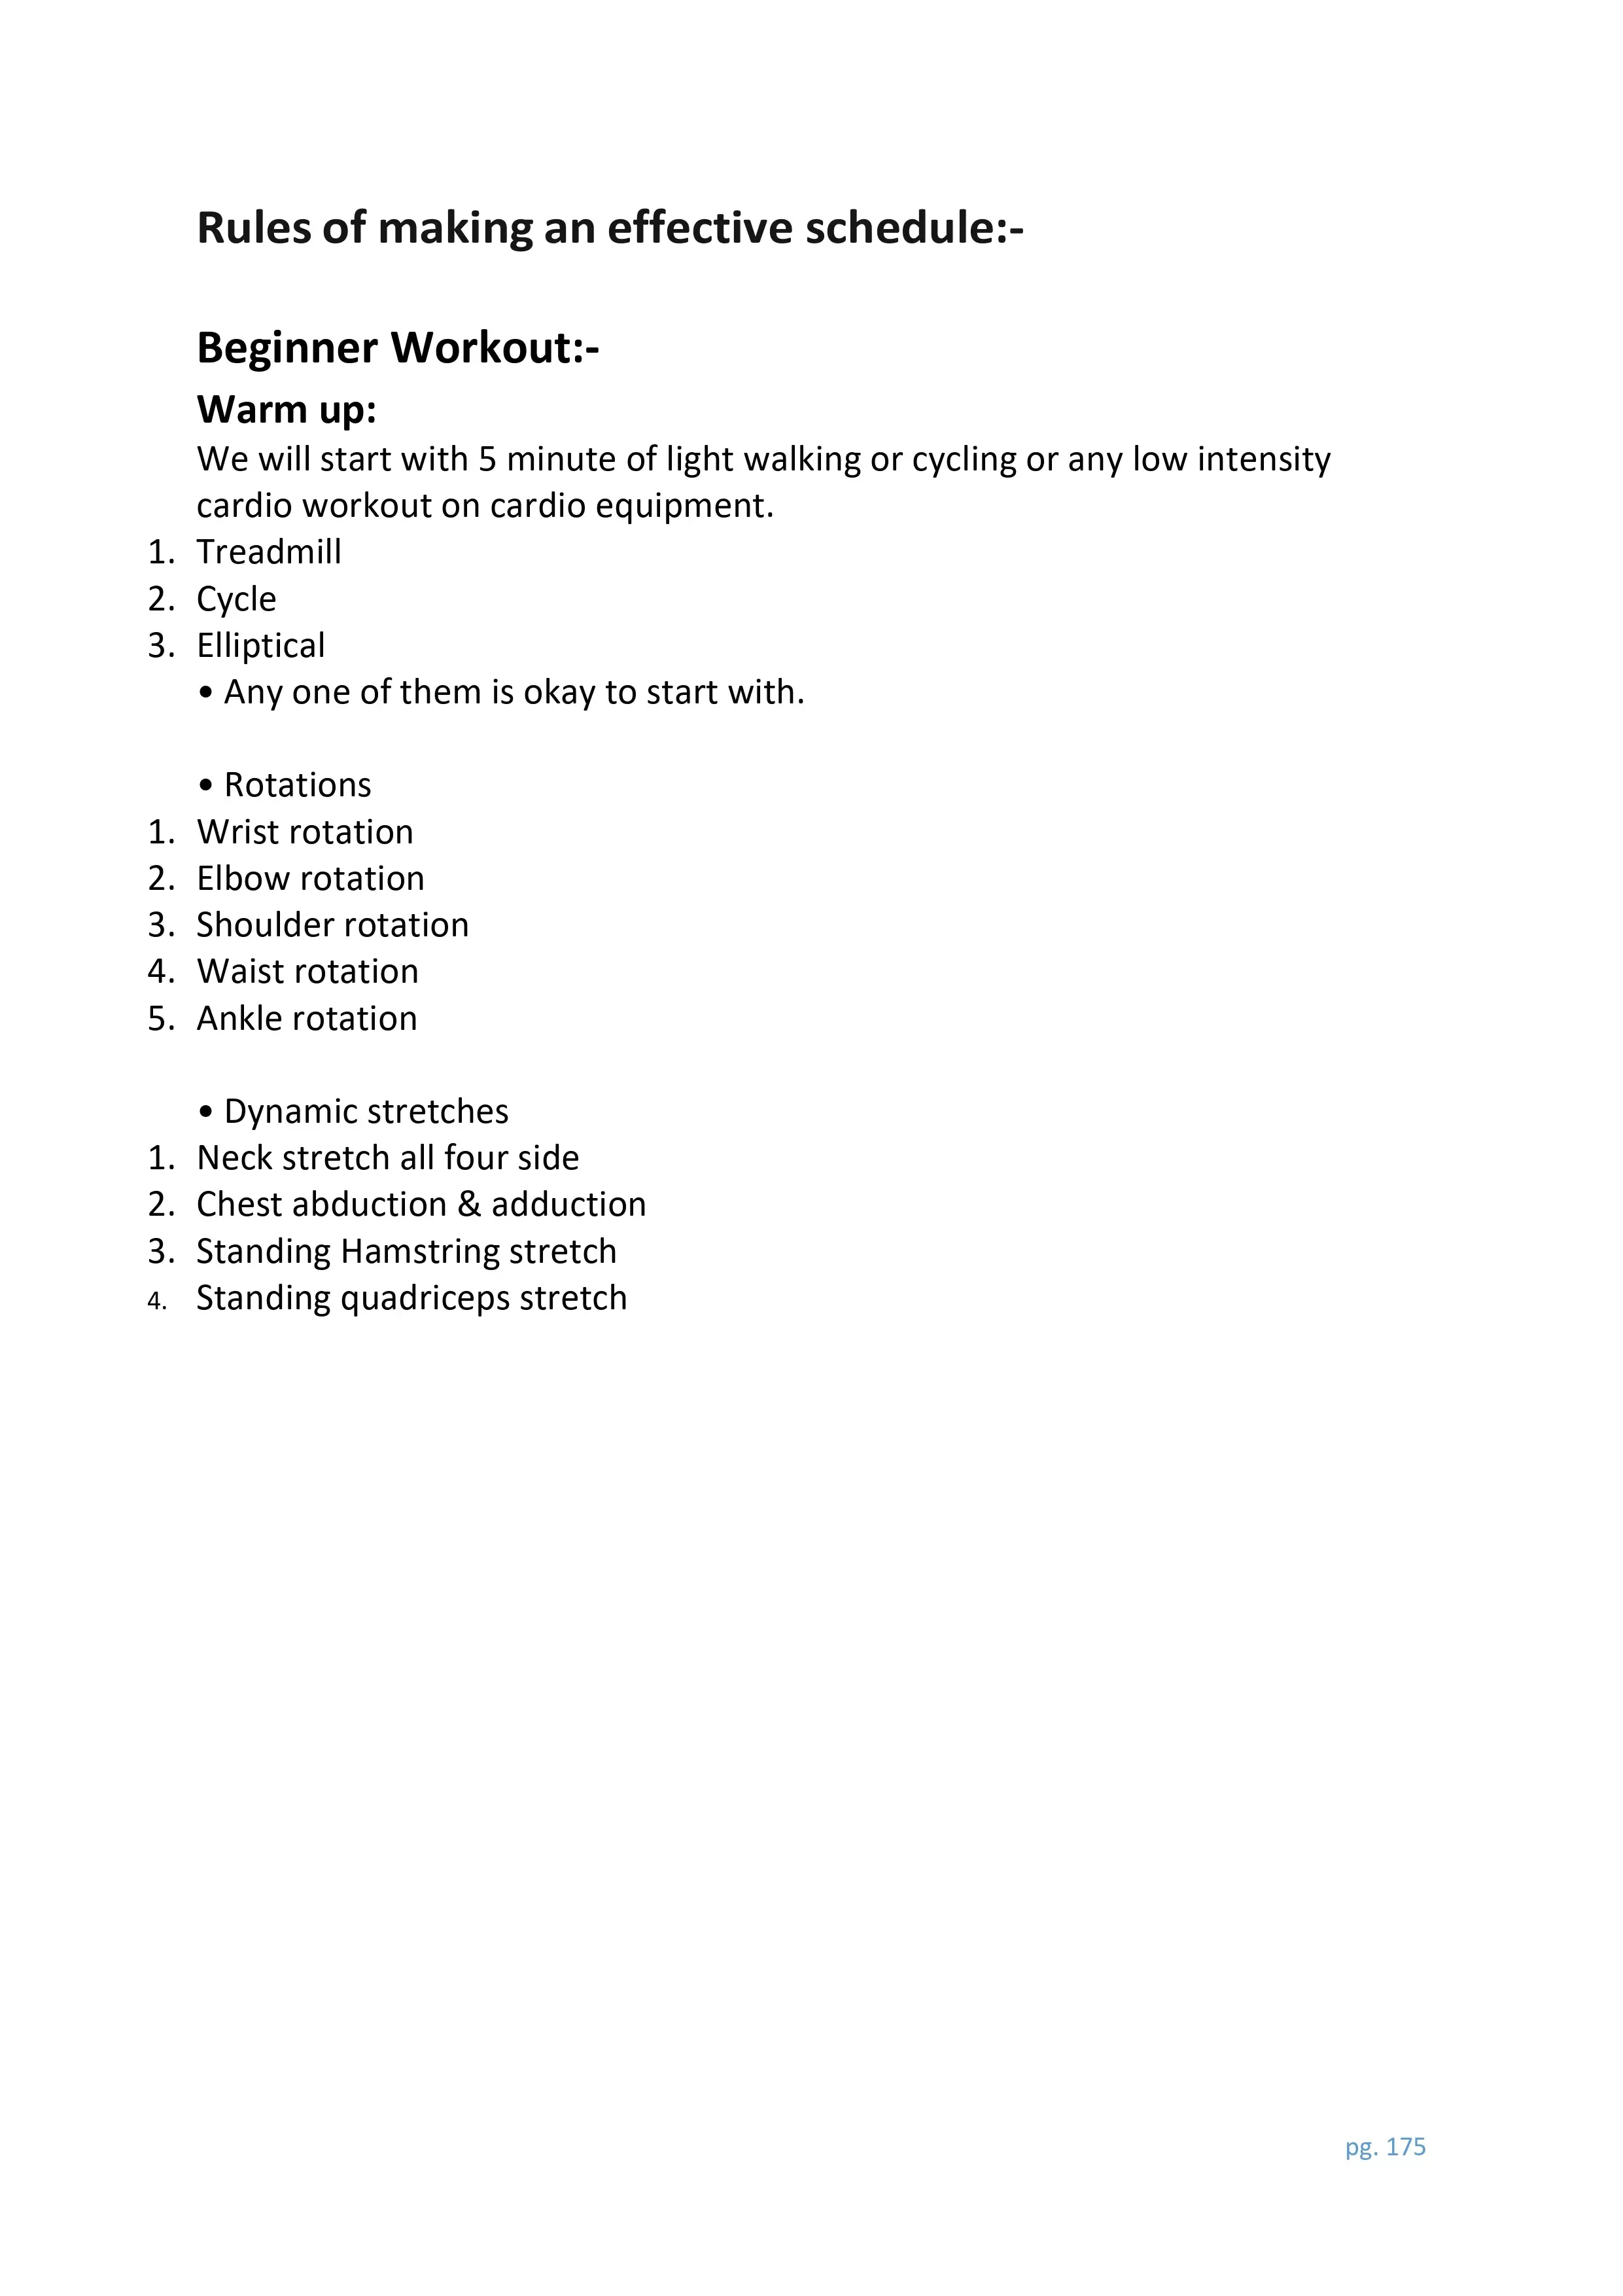 Rules of making an effective schedule:-
Beginner Workout:-
Warm up:
We will start with 5 minute of light walking or cycling or any low intensity
cardio workout on cardio equipment.
1. Treadmill
2. Cycle
3. Elliptical
• Any one of them is okay to start with.
• Rotations
1. Wrist rotation
2. Elbow rotation
3. Shoulder rotation
4. Waist rotation
5. Ankle rotation
• Dynamic stretches
1. Neck stretch all four side
2. Chest abduction & adduction
3. Standing Hamstring stretch
4. Standing quadriceps stretch
pg. 175